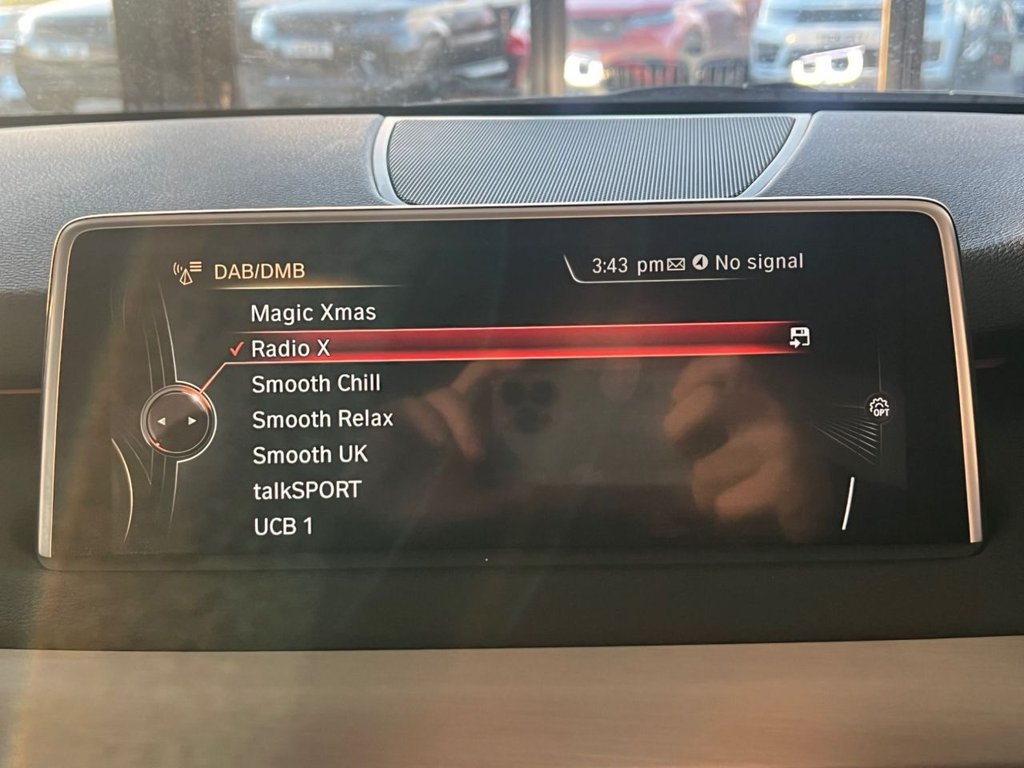 DAB/DMB
3:43 pm No signal
Magic Xmas
Radio X
Smooth Chill
Smooth Relax
Smooth UK
talkSPORT
UCB 1
OPT